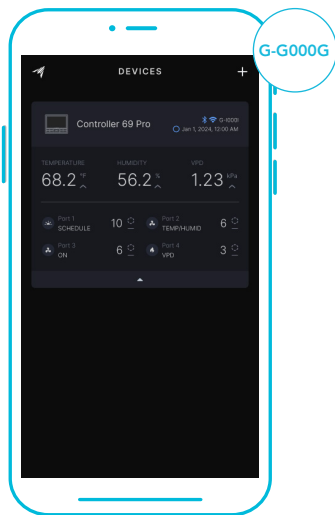 G-G000G
DEVICES
+
Controller 69 Pro
Jan 1, 2024, 12:00 AM
TEMPERATURE HUMIDITY VPD
68.2 °F 56.2 % 1.23 kPa
Port 1 10 Port 2 6
SCHEDULE TEMP/HUMID
Port 3 6 Port 4 3
ON VPD